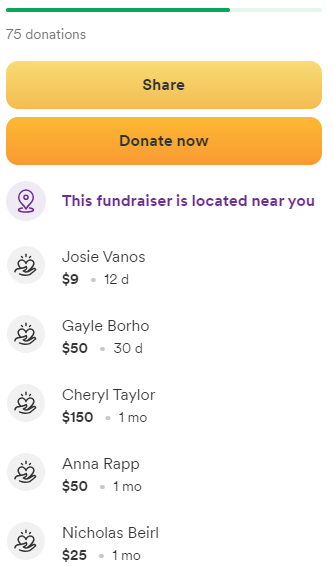 75 donations
Share
Donate now
This fundraiser is located near you
Josie Vanos
$9 • 12 d
Gayle Borho
$50 • 30 d
Cheryl Taylor
$150 • 1 mo
Anna Rapp
$50 • 1 mo
Nicholas Beirl
$25 • 1 mo